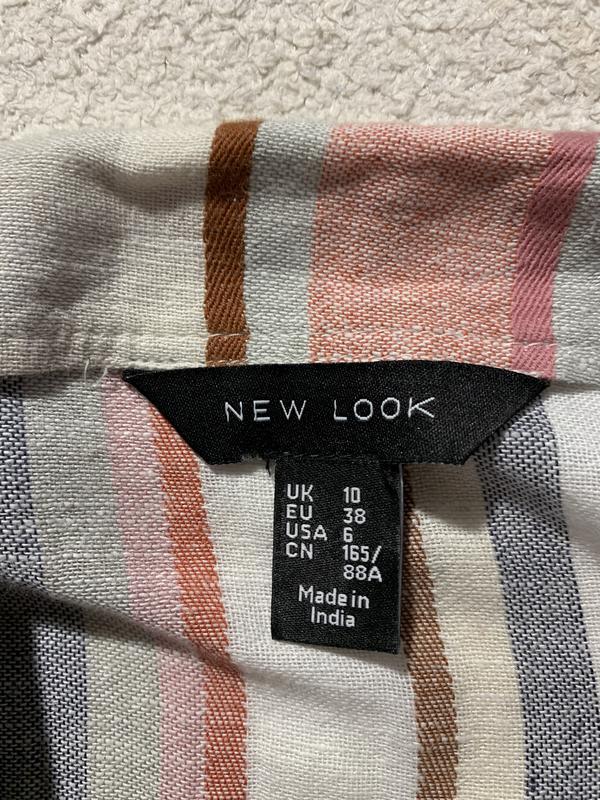 NEW LOOK
UK 10
EU 38
USA 6
CN 165/
88A
Made in
India